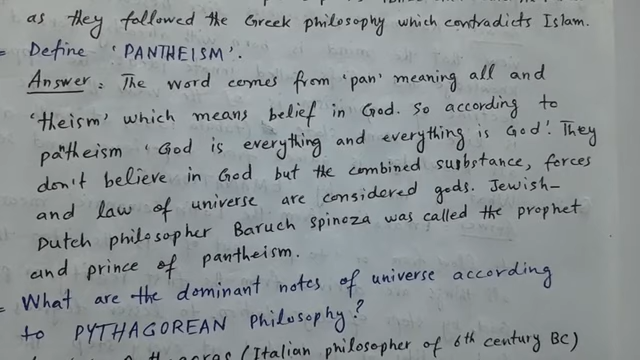 as they followed the Greek philosophy which contradicts Islam.
Define 'PANTHEISM'.
Answer: The word comes from 'pan' meaning all and
'theism' which means belief in God. So according to
pantheism 'God is everything and everything is God'. They
don't believe in God but the combined substance, forces
and law of universe are considered gods. Jewish-
Dutch philosopher Baruch Spinoza was called the prophet
and prince of pantheism.
What are the dominant notes of universe according
to PYTHAGOREAN Philosophy?
(Italian philosopher of 6th century BC)